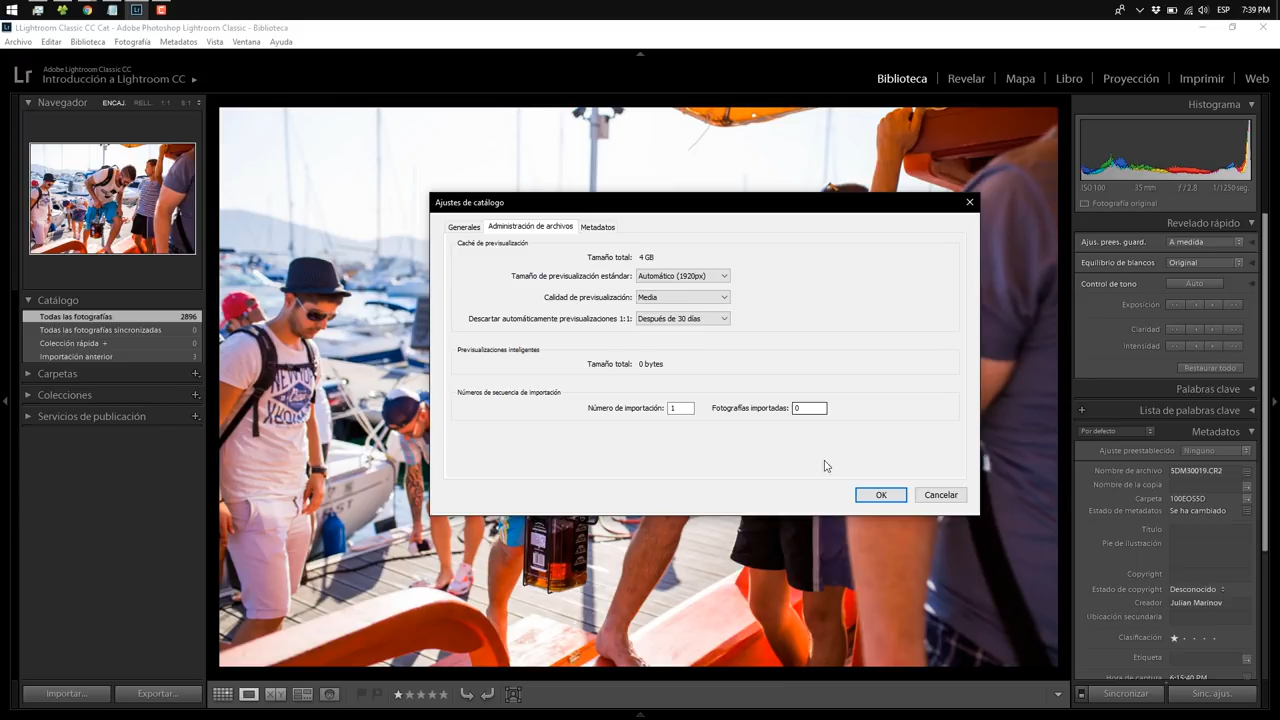 ESP 7:39 PM
LLightroom Classic CC Cat - Adobe Photoshop Lightroom Classic - Biblioteca
Archivo Editar Biblioteca Fotografía Metadatos Vista Ventana Ayuda
Lr Adobe Lightroom Classic CC
Introducción a Lightroom CC
Biblioteca Revelar Mapa Libro Proyección Imprimir Web
Navegador ENCAJ. RELL. 1:1 8:1
Catálogo
Todas las fotografías 2896
Todas las fotografías sincronizadas 0
Colección rápida + 0
Importación anterior 3
Carpetas
Colecciones
Servicios de publicación
Importar... Exportar...
Ajustes de catálogo
Generales Administración de archivos Metadatos
Caché de previsualización
Tamaño total: 4 GB
Tamaño de previsualización estándar: Automático (1920px)
Calidad de previsualización: Media
Descartar automáticamente previsualizaciones 1:1: Después de 30 días
Previsualizaciones inteligentes
Tamaño total: 0 bytes
Números de secuencia de importación
Número de importación: 1 Fotografías importadas: 0
OK Cancelar
Histograma
ISO 100 35 mm f / 2.8 1/1250 seg.
Fotografía original
Revelado rápido
Ajus. prees. guard. A medida
Equilibrio de blancos Original
Control de tono Auto
Exposición
Claridad
Intensidad
Restaurar todo
Palabras clave
Lista de palabras clave
Por defecto Metadatos
Ajuste preestablecido Ninguno
Nombre de archivo SDM30019.CR2
Nombre de la copia
Carpeta 100EOS5D
Estado de metadatos Se ha cambiado
Título
Pie de ilustración
Copyright
Estado de copyright Desconocido
Creador Julian Marinov
Ubicación secundaria
Clasificación
Etiqueta
Hora de captura 6:15:40 PM
Sincronizar Sinc. ajus.